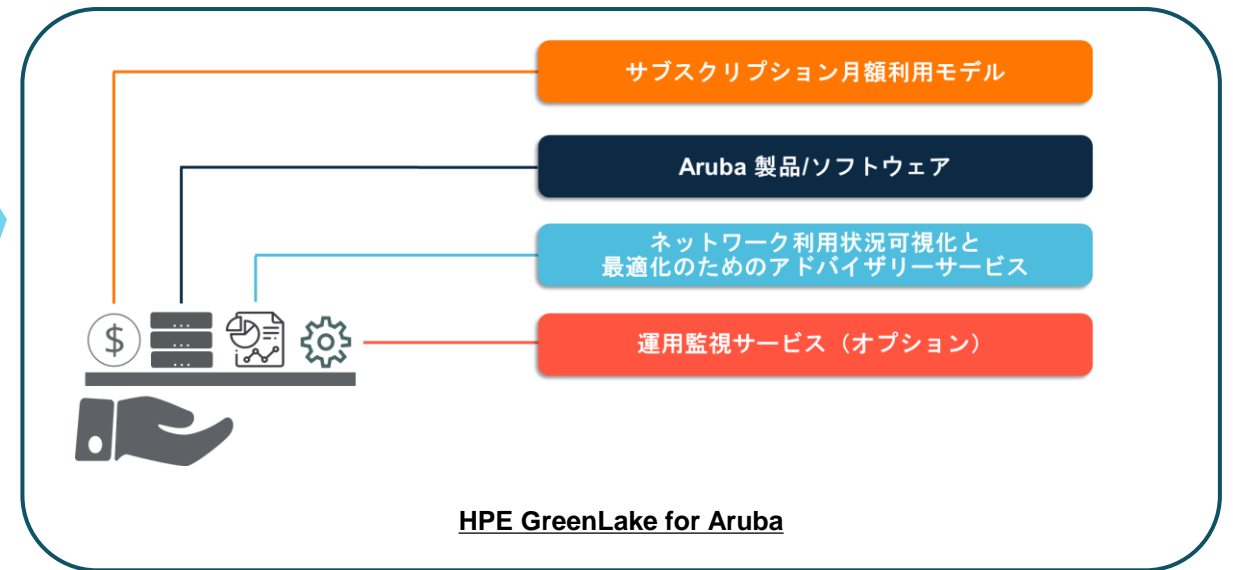 サブスクリプション月額利用モデル
Aruba 製品/ソフトウェア
ネットワーク利用状況可視化と
最適化のためのアドバイザリーサービス
$
運用監視サービス（オプション）
HPE GreenLake for Aruba